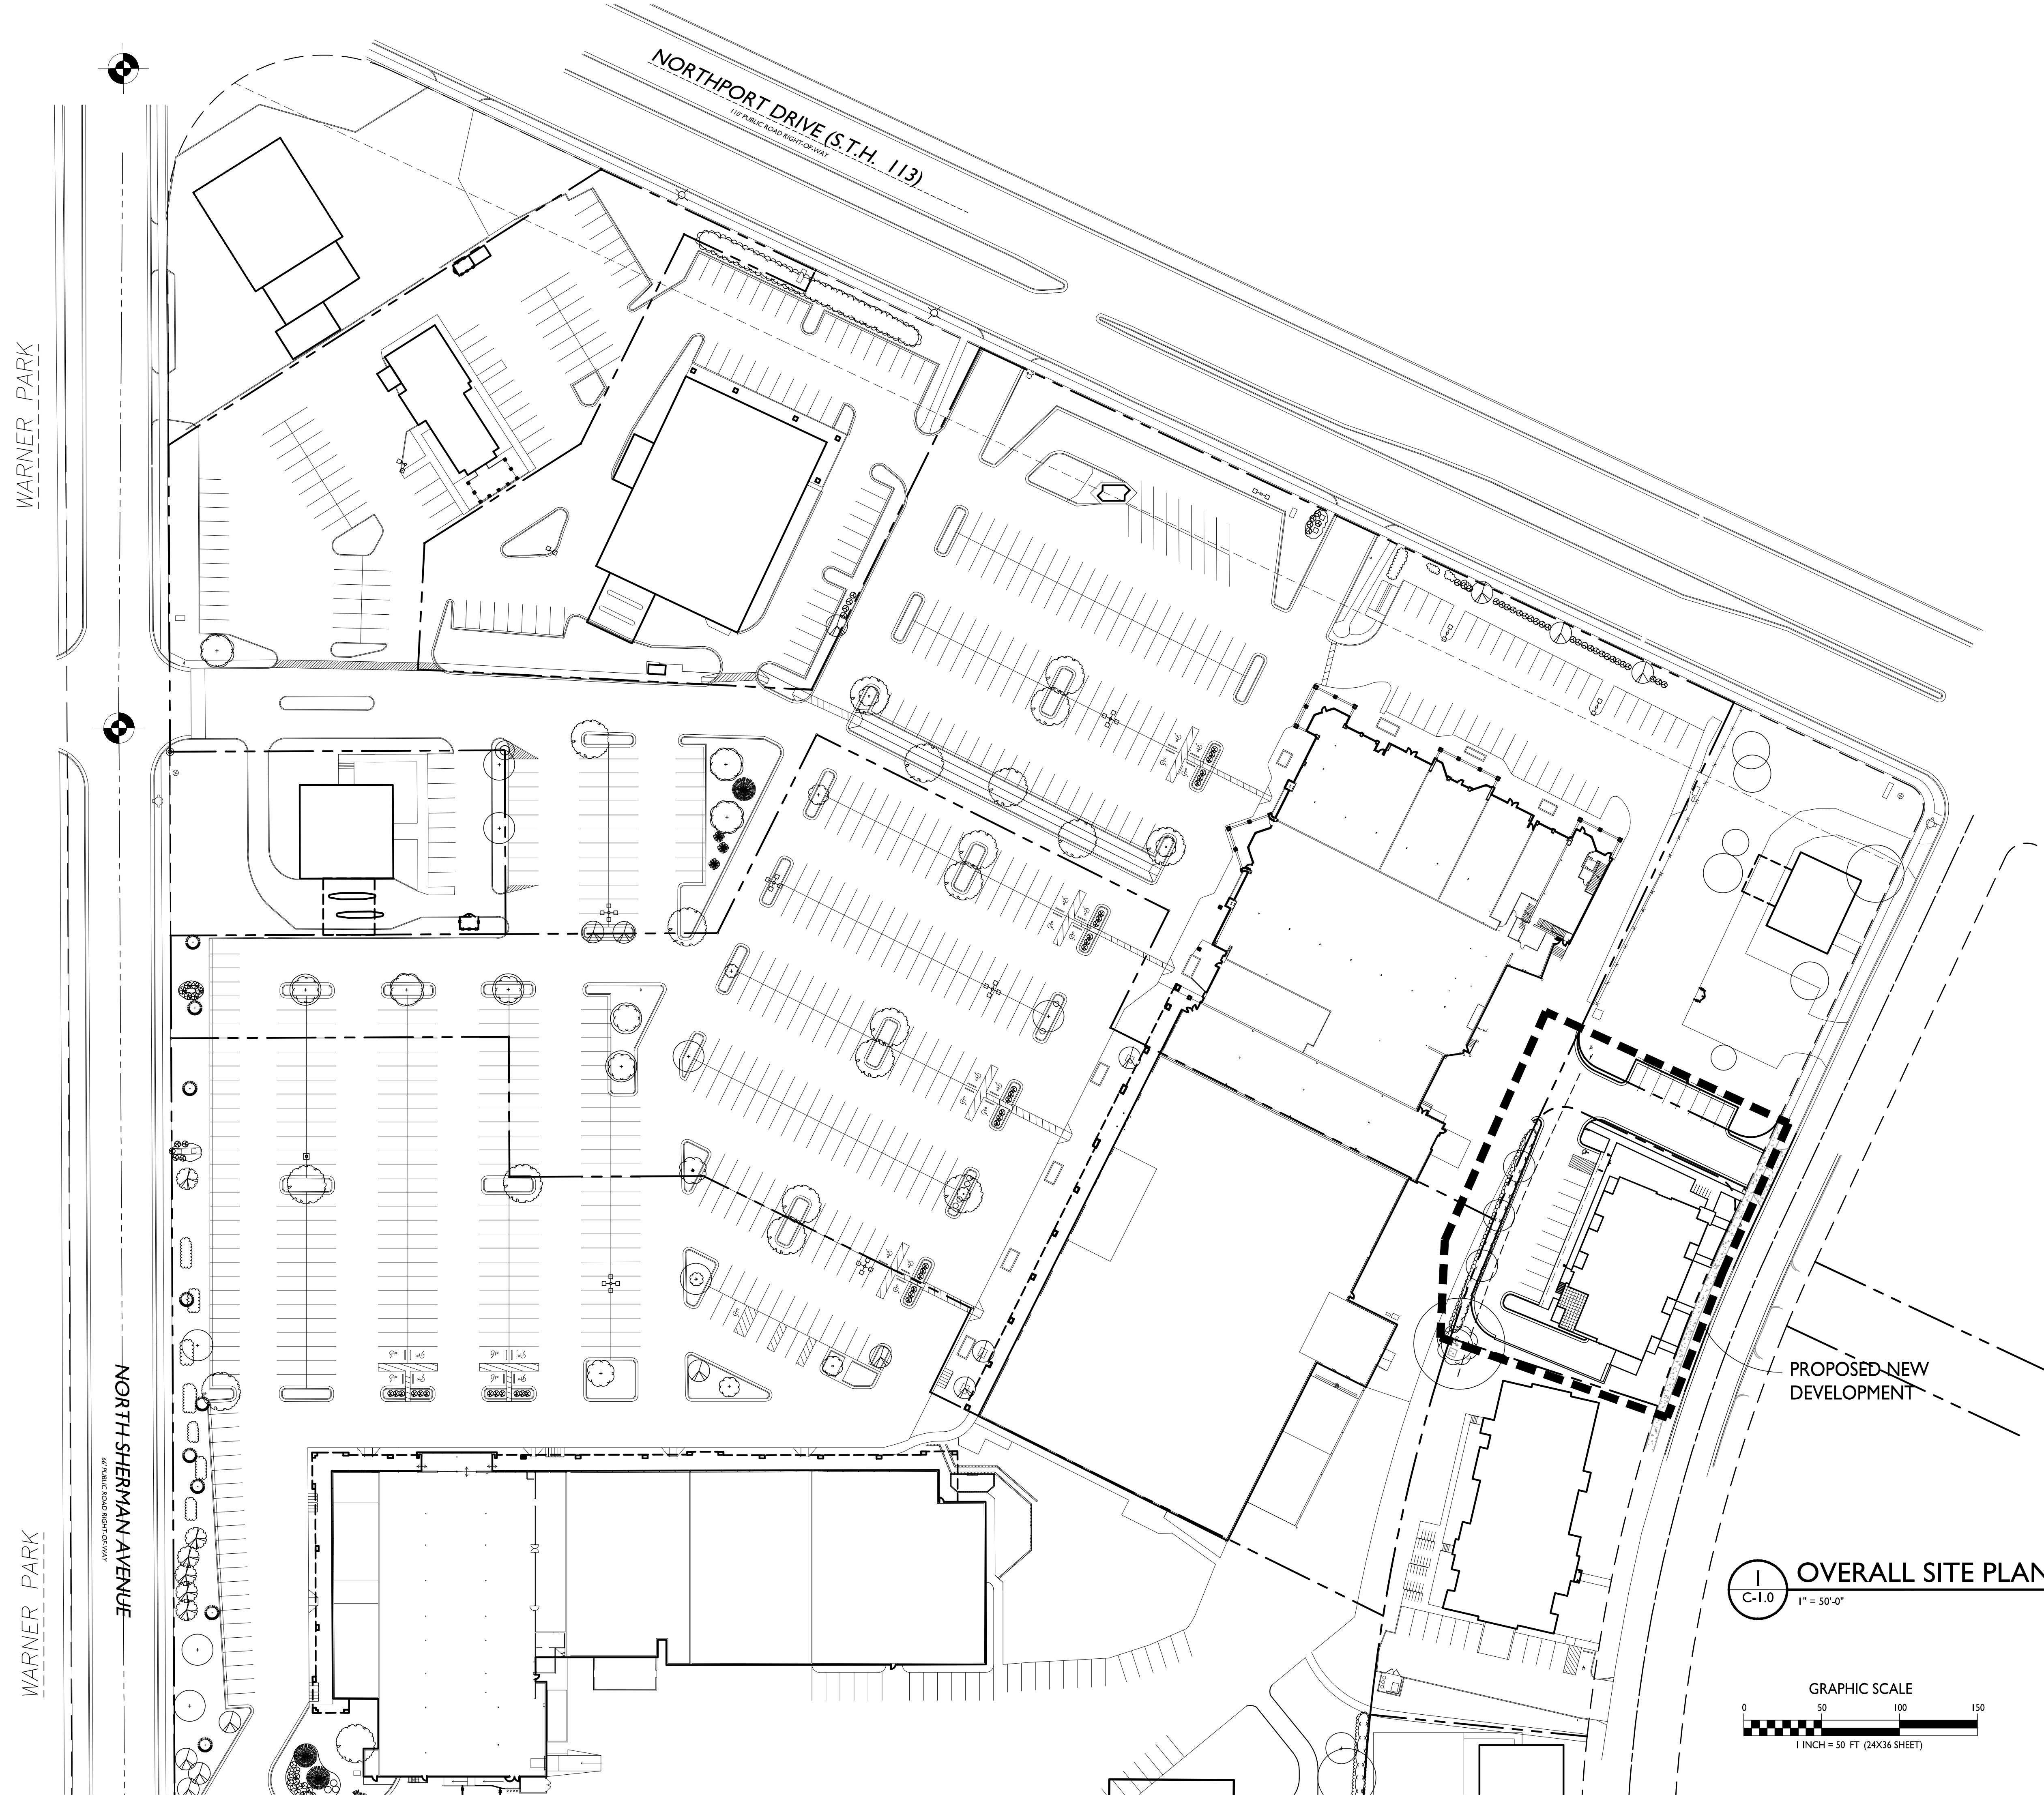 NORTHPORT DRIVE (S.T.H. 113)
110' PUBLIC ROAD RIGHT-OF-WAY
WARNER PARK
NORTH SHERMAN AVENUE
66' PUBLIC ROAD RIGHT-OF-WAY
WARNER PARK
PROPOSED NEW
DEVELOPMENT
1
C-1.0
OVERALL SITE PLAN
1" = 50'-0"
GRAPHIC SCALE
0 50 100 150
1 INCH = 50 FT (24X36 SHEET)